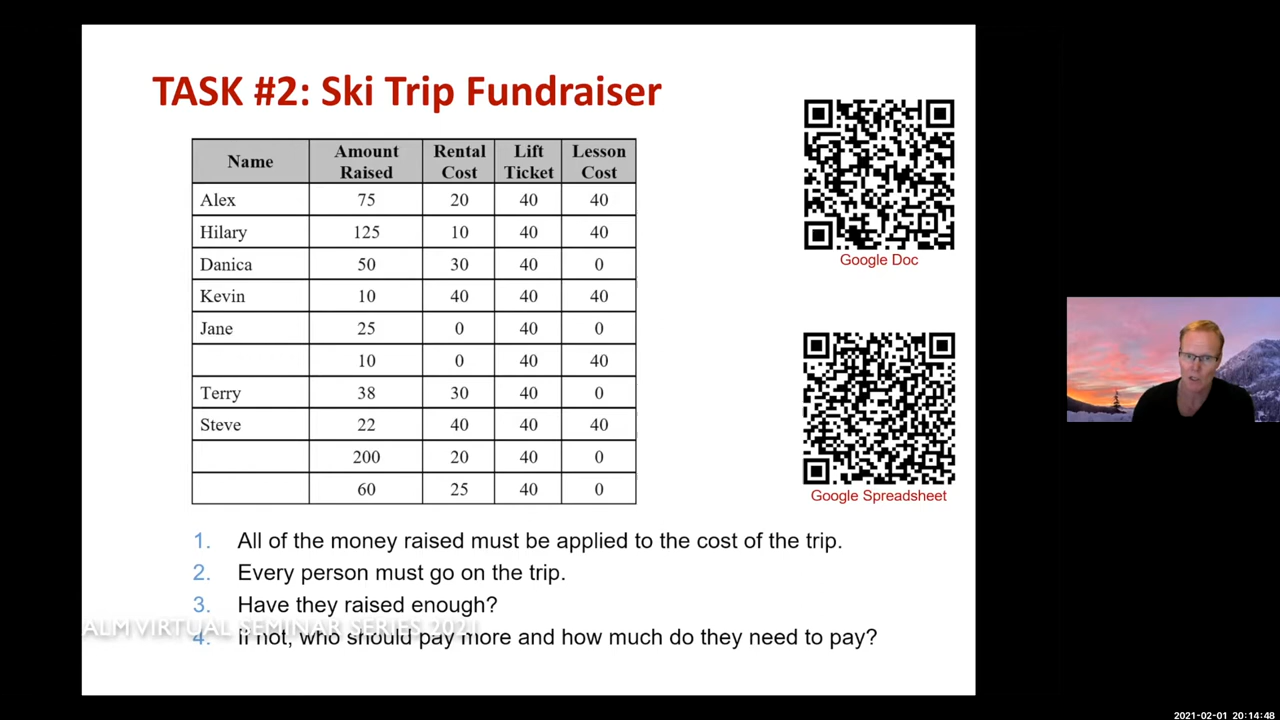 TASK #2: Ski Trip Fundraiser
Name Amount Raised Rental Cost Lift Ticket Lesson Cost
Alex 75 20 40 40
Hilary 125 10 40 40
Danica 50 30 40 0
Kevin 10 40 40 40
Jane 25 0 40 0
10 0 40 40
Terry 38 30 40 0
Steve 22 40 40 40
200 20 40 0
60 25 40 0
Google Doc
Google Spreadsheet
1. All of the money raised must be applied to the cost of the trip.
2. Every person must go on the trip.
3. Have they raised enough?
ALM VIRTUAL SEMINAR SERIES 2021
4. If not, who should pay more and how much do they need to pay?
2021-02-01 20:14:48